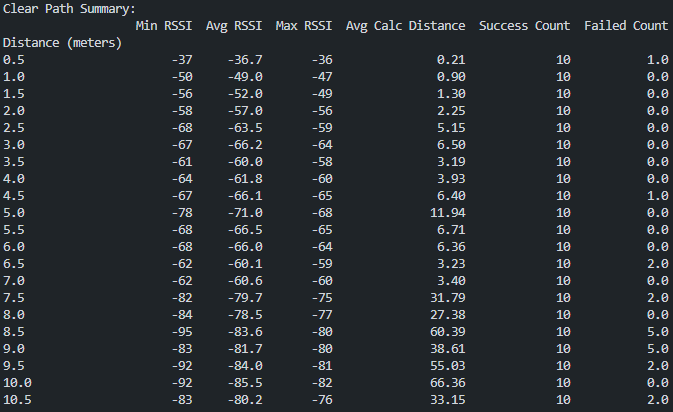 Clear Path Summary:
Min RSSI Avg RSSI Max RSSI Avg Calc Distance Success Count Failed Count
Distance (meters)
0.5 -37 -36.7 -36 0.21 10 1.0
1.0 -50 -49.0 -47 0.90 10 0.0
1.5 -56 -52.0 -49 1.30 10 0.0
2.0 -58 -57.0 -56 2.25 10 0.0
2.5 -68 -63.5 -59 5.15 10 0.0
3.0 -67 -66.2 -64 6.50 10 0.0
3.5 -61 -60.0 -58 3.19 10 0.0
4.0 -64 -61.8 -60 3.93 10 0.0
4.5 -67 -66.1 -65 6.40 10 1.0
5.0 -78 -71.0 -68 11.94 10 0.0
5.5 -68 -66.5 -65 6.71 10 0.0
6.0 -68 -66.0 -64 6.36 10 0.0
6.5 -62 -60.1 -59 3.23 10 2.0
7.0 -62 -60.6 -60 3.40 10 0.0
7.5 -82 -79.7 -75 31.79 10 2.0
8.0 -84 -78.5 -77 27.38 10 0.0
8.5 -95 -83.6 -80 60.39 10 5.0
9.0 -83 -81.7 -80 38.61 10 5.0
9.5 -92 -84.0 -81 55.03 10 2.0
10.0 -92 -85.5 -82 66.36 10 0.0
10.5 -83 -80.2 -76 33.15 10 2.0